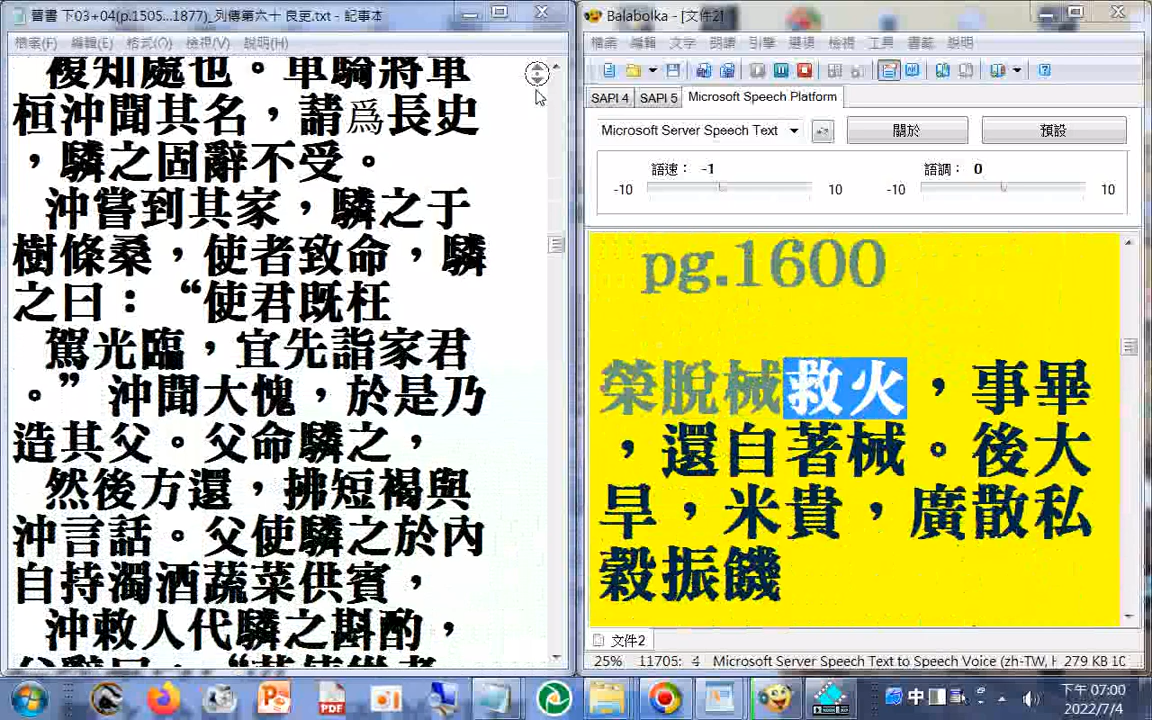 晉書 下03+04(p.1505...1877)_列傳第六十 良吏.txt - 記事本
檔案(F) 編輯(E) 格式(O) 檢視(V) 說明(H)
複知處也。車騎將軍
桓沖聞其名，請爲長史
，驎之固辭不受。
沖嘗到其家，驎之于
樹條桑，使者致命，驎
之曰：“使君既枉
駕光臨，宜先詣家君
。”沖聞大愧，於是乃
造其父。父命驎之，
然後方還，拂短褐與
沖言話。父使驎之於內
自持濁酒蔬菜供賓，
沖敕人代驎之斟酌，
Balabolka - [文件2]
檔案 編輯 文字 朗讀 引擎 選項 檢視 工具 書籤 說明
SAPI 4 SAPI 5 Microsoft Speech Platform
Microsoft Server Speech Text 關於 預設
語速： -1 語調： 0
-10 10 -10 10
pg.1600
榮脫械救火，事畢
，還自著械。後大
旱，米貴，廣散私
穀振饑
文件2
25% 11705: 4 Microsoft Server Speech Text to Speech Voice (zh-TW, H 279 KB 10
中 下午 07:00
2022/7/4